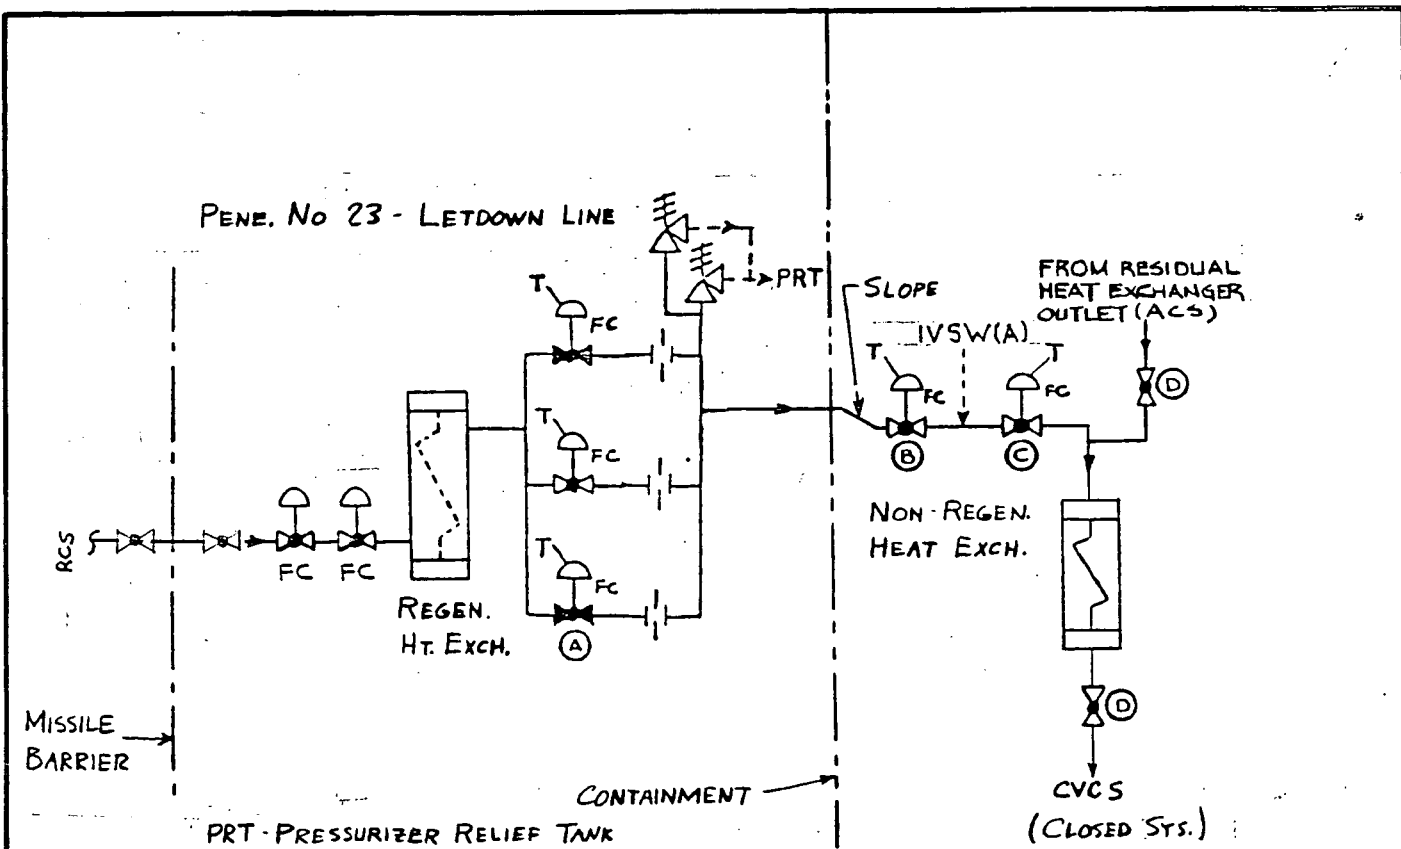 PENE. No 23 - LETDOWN LINE
PRT
SLOPE
FROM RESIDUAL
HEAT EXCHANGER
OUTLET (ACS)
IVSW(A)
T
FC
T
FC
T
FC
T
FC
T
FC
D
B
C
NON-REGEN.
HEAT EXCH.
RCS
FC
FC
REGEN.
HT. EXCH.
A
D
MISSILE
BARRIER
CONTAINMENT
CVCS
(CLOSED SYS.)
PRT - PRESSURIZER RELIEF TANK